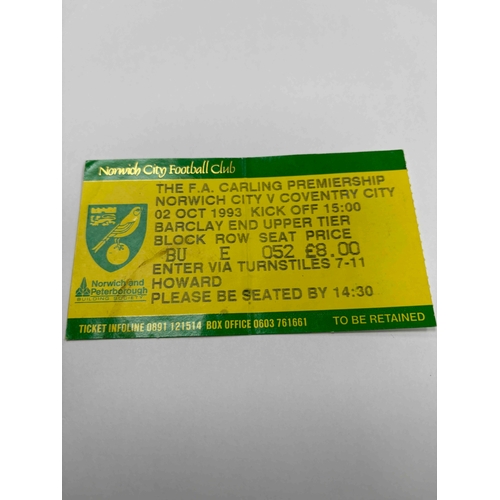 Norwich City Football Club
THE F.A. CARLING PREMIERSHIP
NORWICH CITY V COVENTRY CITY
02 OCT 1993 KICK OFF 15:00
BARCLAY END UPPER TIER
BLOCK ROW SEAT PRICE
BU E 052 £8.00
ENTER VIA TURNSTILES 7-11
HOWARD
PLEASE BE SEATED BY 14:30
Norwich and
Peterborough
BUILDING SOCIETY
TICKET INFOLINE 0891 121514 BOX OFFICE 0603 761661
TO BE RETAINED